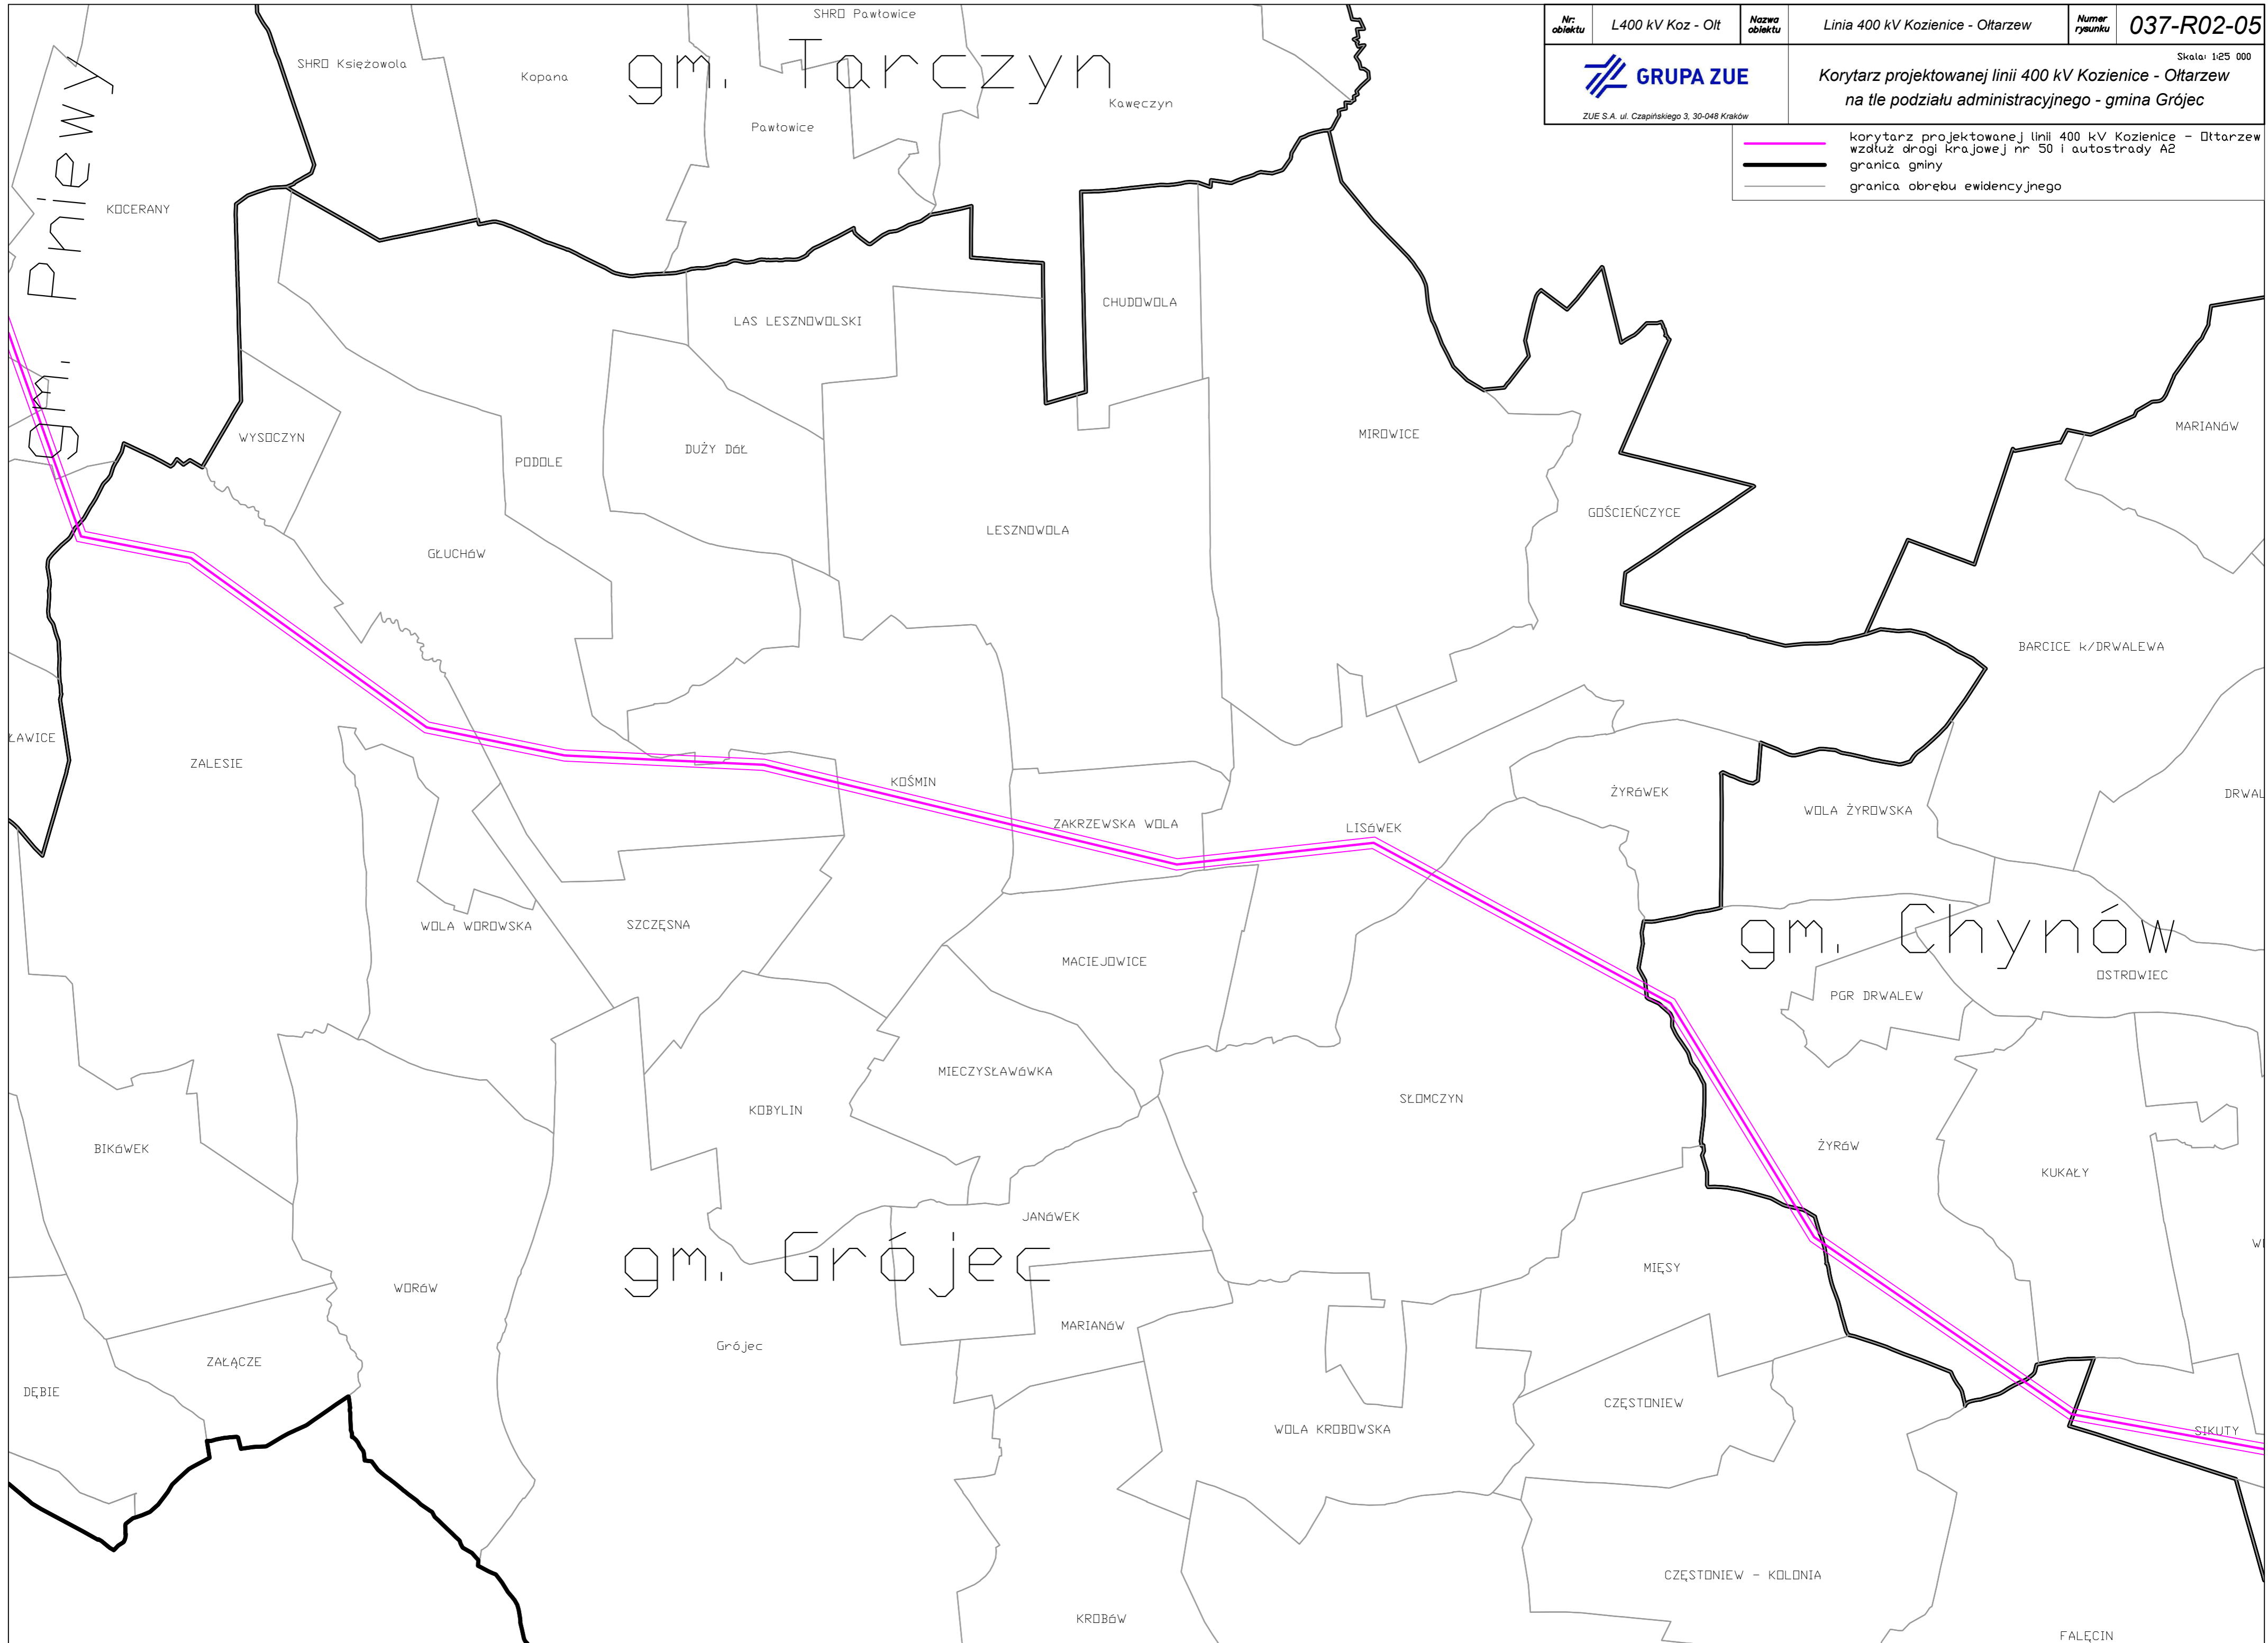 Nr: obiektu
L400 kV Koz - Olt
Nazwa obiektu
Linia 400 kV Kozienice - Ołtarzew
Numer rysunku
037-R02-05
Skala: 1:25 000
GRUPA ZUE
ZUE S.A. ul. Czapińskiego 3, 30-048 Kraków
Korytarz projektowanej linii 400 kV Kozienice - Ołtarzew
na tle podziału administracyjnego - gmina Grójec
korytarz projektowanej linii 400 kV Kozienice - Ołtarzew
wzdłuż drogi krajowej nr 50 i autostrady A2
granica gminy
granica obrębu ewidencyjnego
SHRO Pawłowice
gm. Tarczyn
SHRO Księżowola
Kopana
Kawęczyn
Pawłowice
gm. Pniewy
KOCERANY
CHUDOWOLA
LAS LESZNOWOLSKI
MARIANóW
MIROWICE
WYSOCZYN
DUŻY DóŁ
PODOLE
GOŚCIEŃCZYCE
LESZNOWOLA
GŁUCHóW
BARCICE k/DRWALEWA
ŁAWICE
ZALESIE
KOŚMIN
ŻYRóWEK
DRWAL
WOLA ŻYROWSKA
ZAKRZEWSKA WOLA
LISóWEK
WOLA WOROWSKA
SZCZĘSNA
gm. Chynów
MACIEJOWICE
OSTROWIEC
PGR DRWALEW
MIECZYSŁAWóWKA
SŁOMCZYN
KOBYLIN
BIKóWEK
ŻYRóW
KUKAŁY
JANóWEK
gm. Grójec
MIĘSY
WORóW
MARIANóW
Grójec
ZAŁĄCZE
DĘBIE
CZĘSTONIEW
WOLA KROBOWSKA
SIKUTY
CZĘSTONIEW - KOLONIA
KROBóW
FALĘCIN